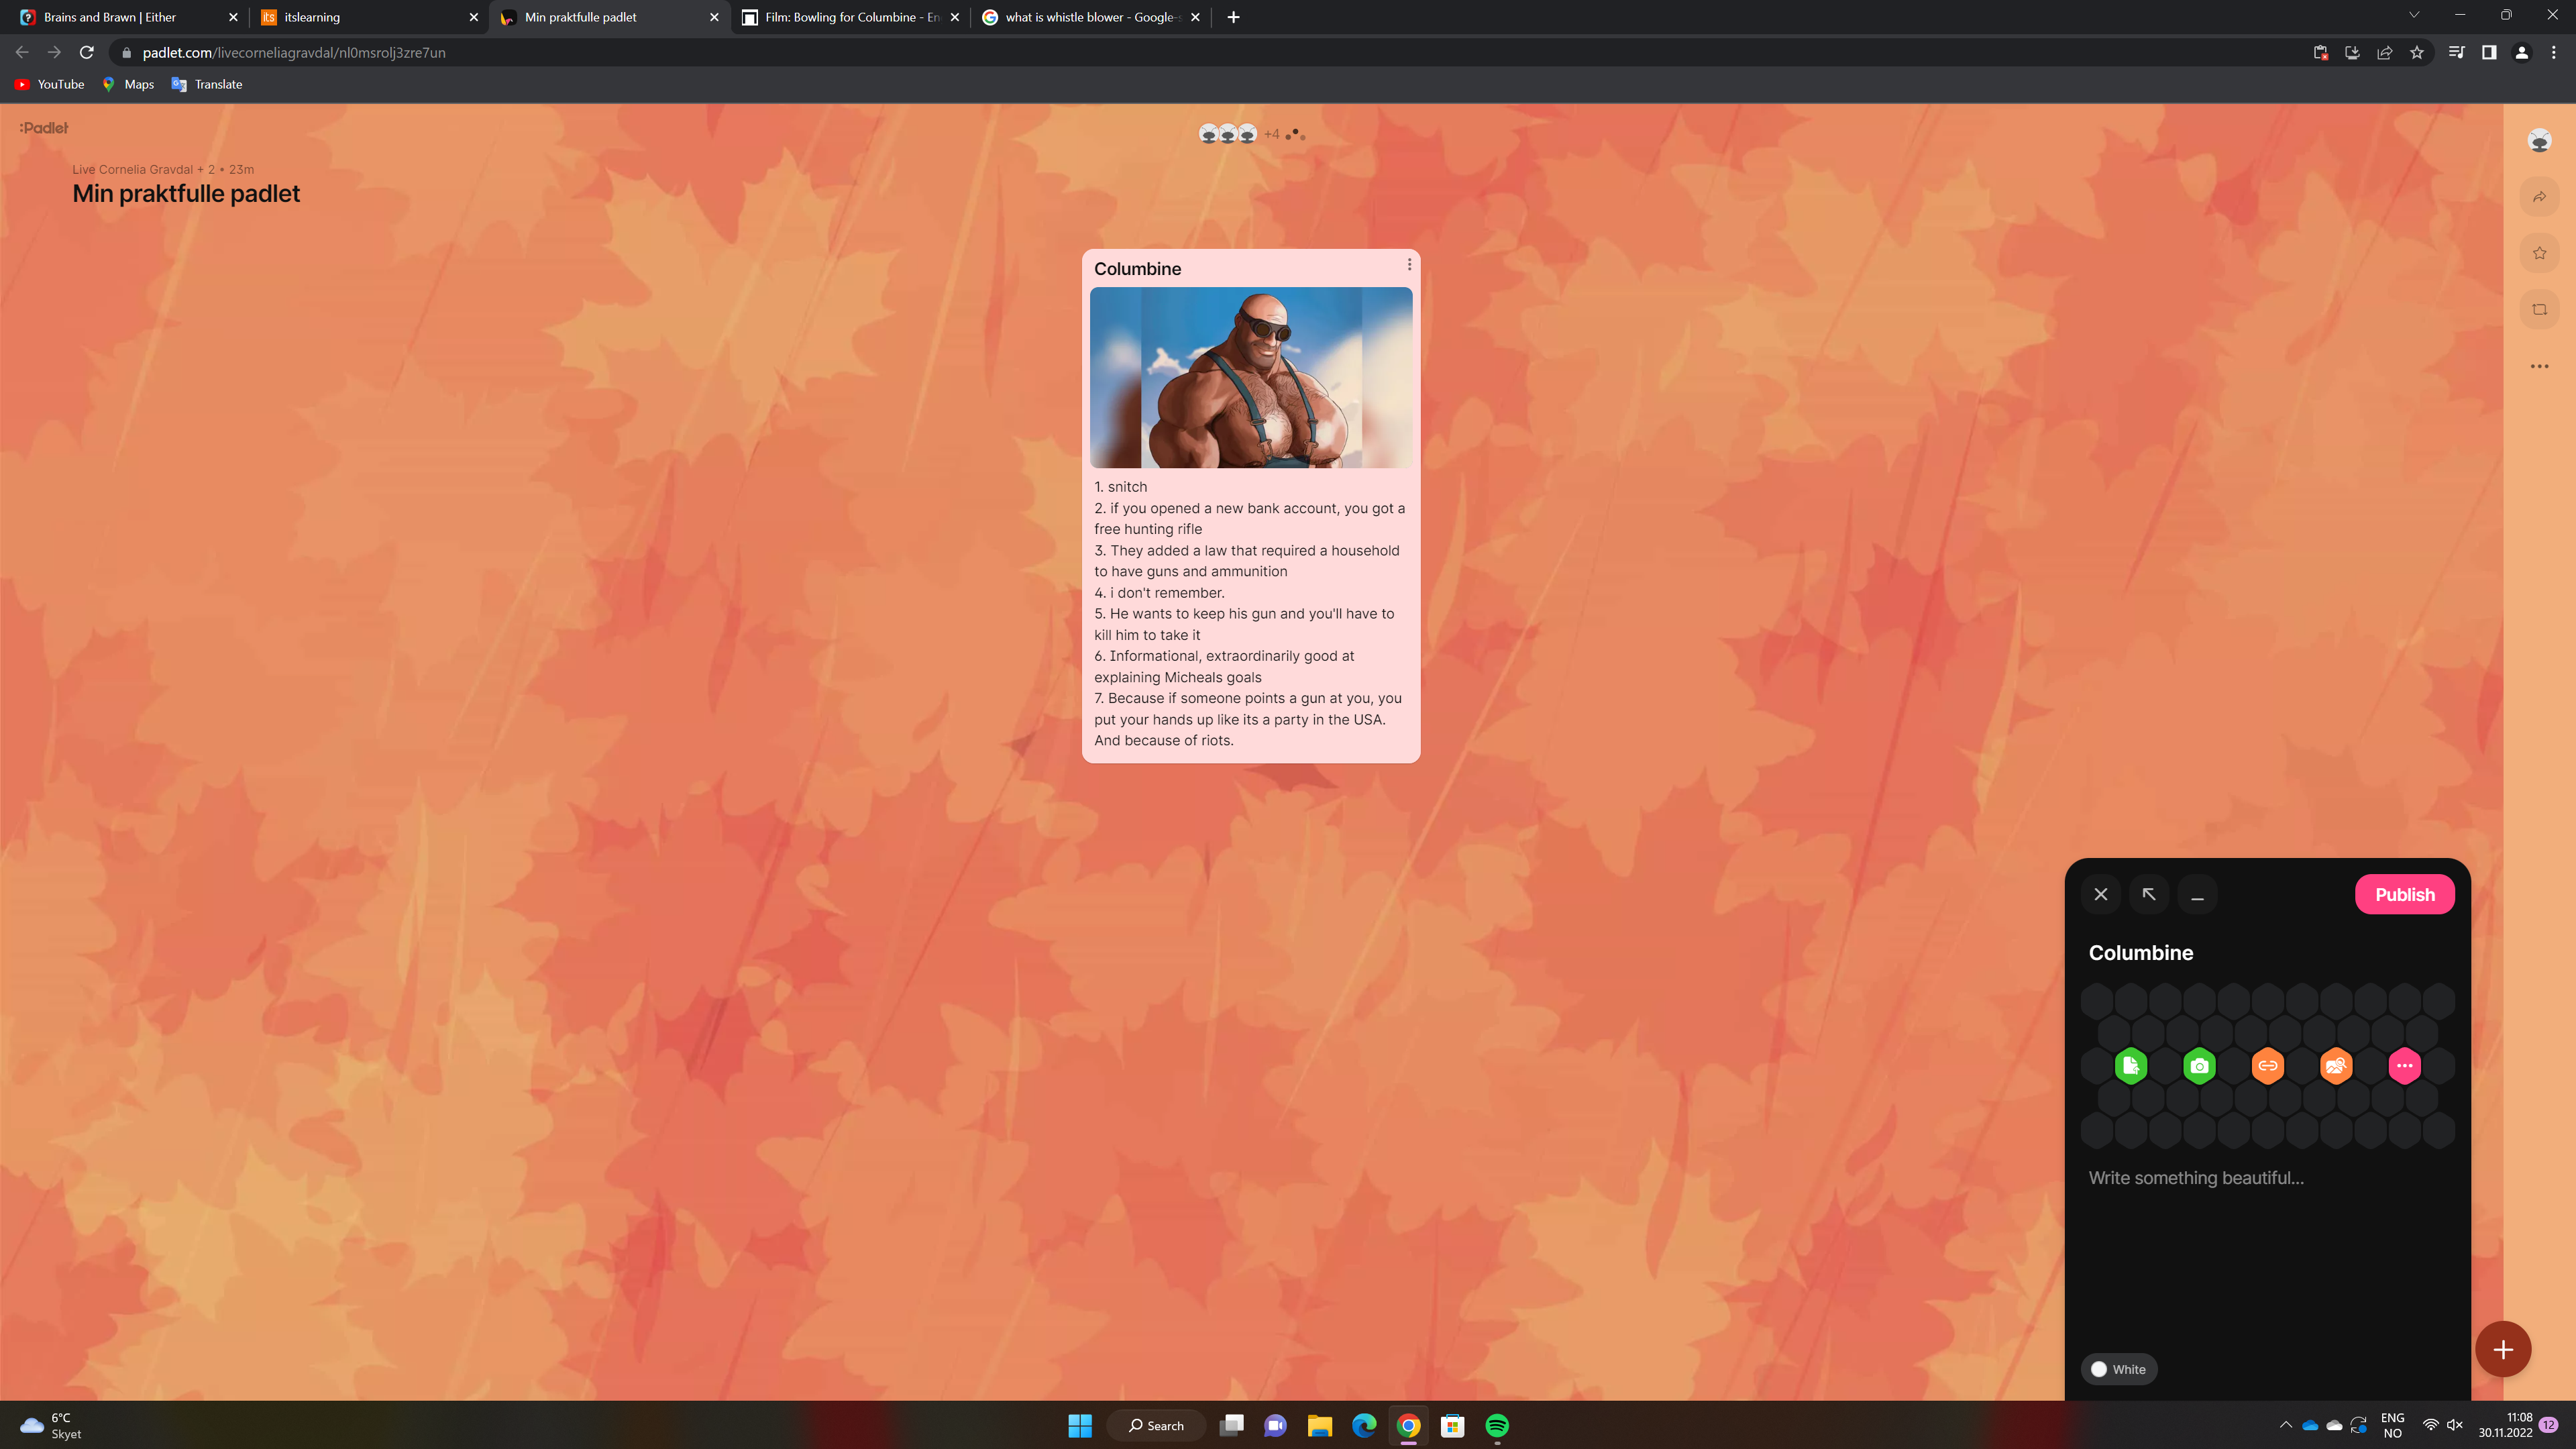 Brains and Brawn | Either
itslearning
Min praktfulle padlet
Film: Bowling for Columbine - En
what is whistle blower - Google-s
padlet.com/livecorneliagravdal/nl0msrolj3zre7un
YouTube
Maps
Translate
:Padlet
+4
Live Cornelia Gravdal + 2 • 23m
Min praktfulle padlet
Columbine
1. snitch
2. if you opened a new bank account, you got a
free hunting rifle
3. They added a law that required a household
to have guns and ammunition
4. i don't remember.
5. He wants to keep his gun and you'll have to
kill him to take it
6. Informational, extraordinarily good at
explaining Micheals goals
7. Because if someone points a gun at you, you
put your hands up like its a party in the USA.
And because of riots.
Publish
Columbine
Write something beautiful...
White
6°C
Skyet
Search
ENG
NO
11:08
30.11.2022
12